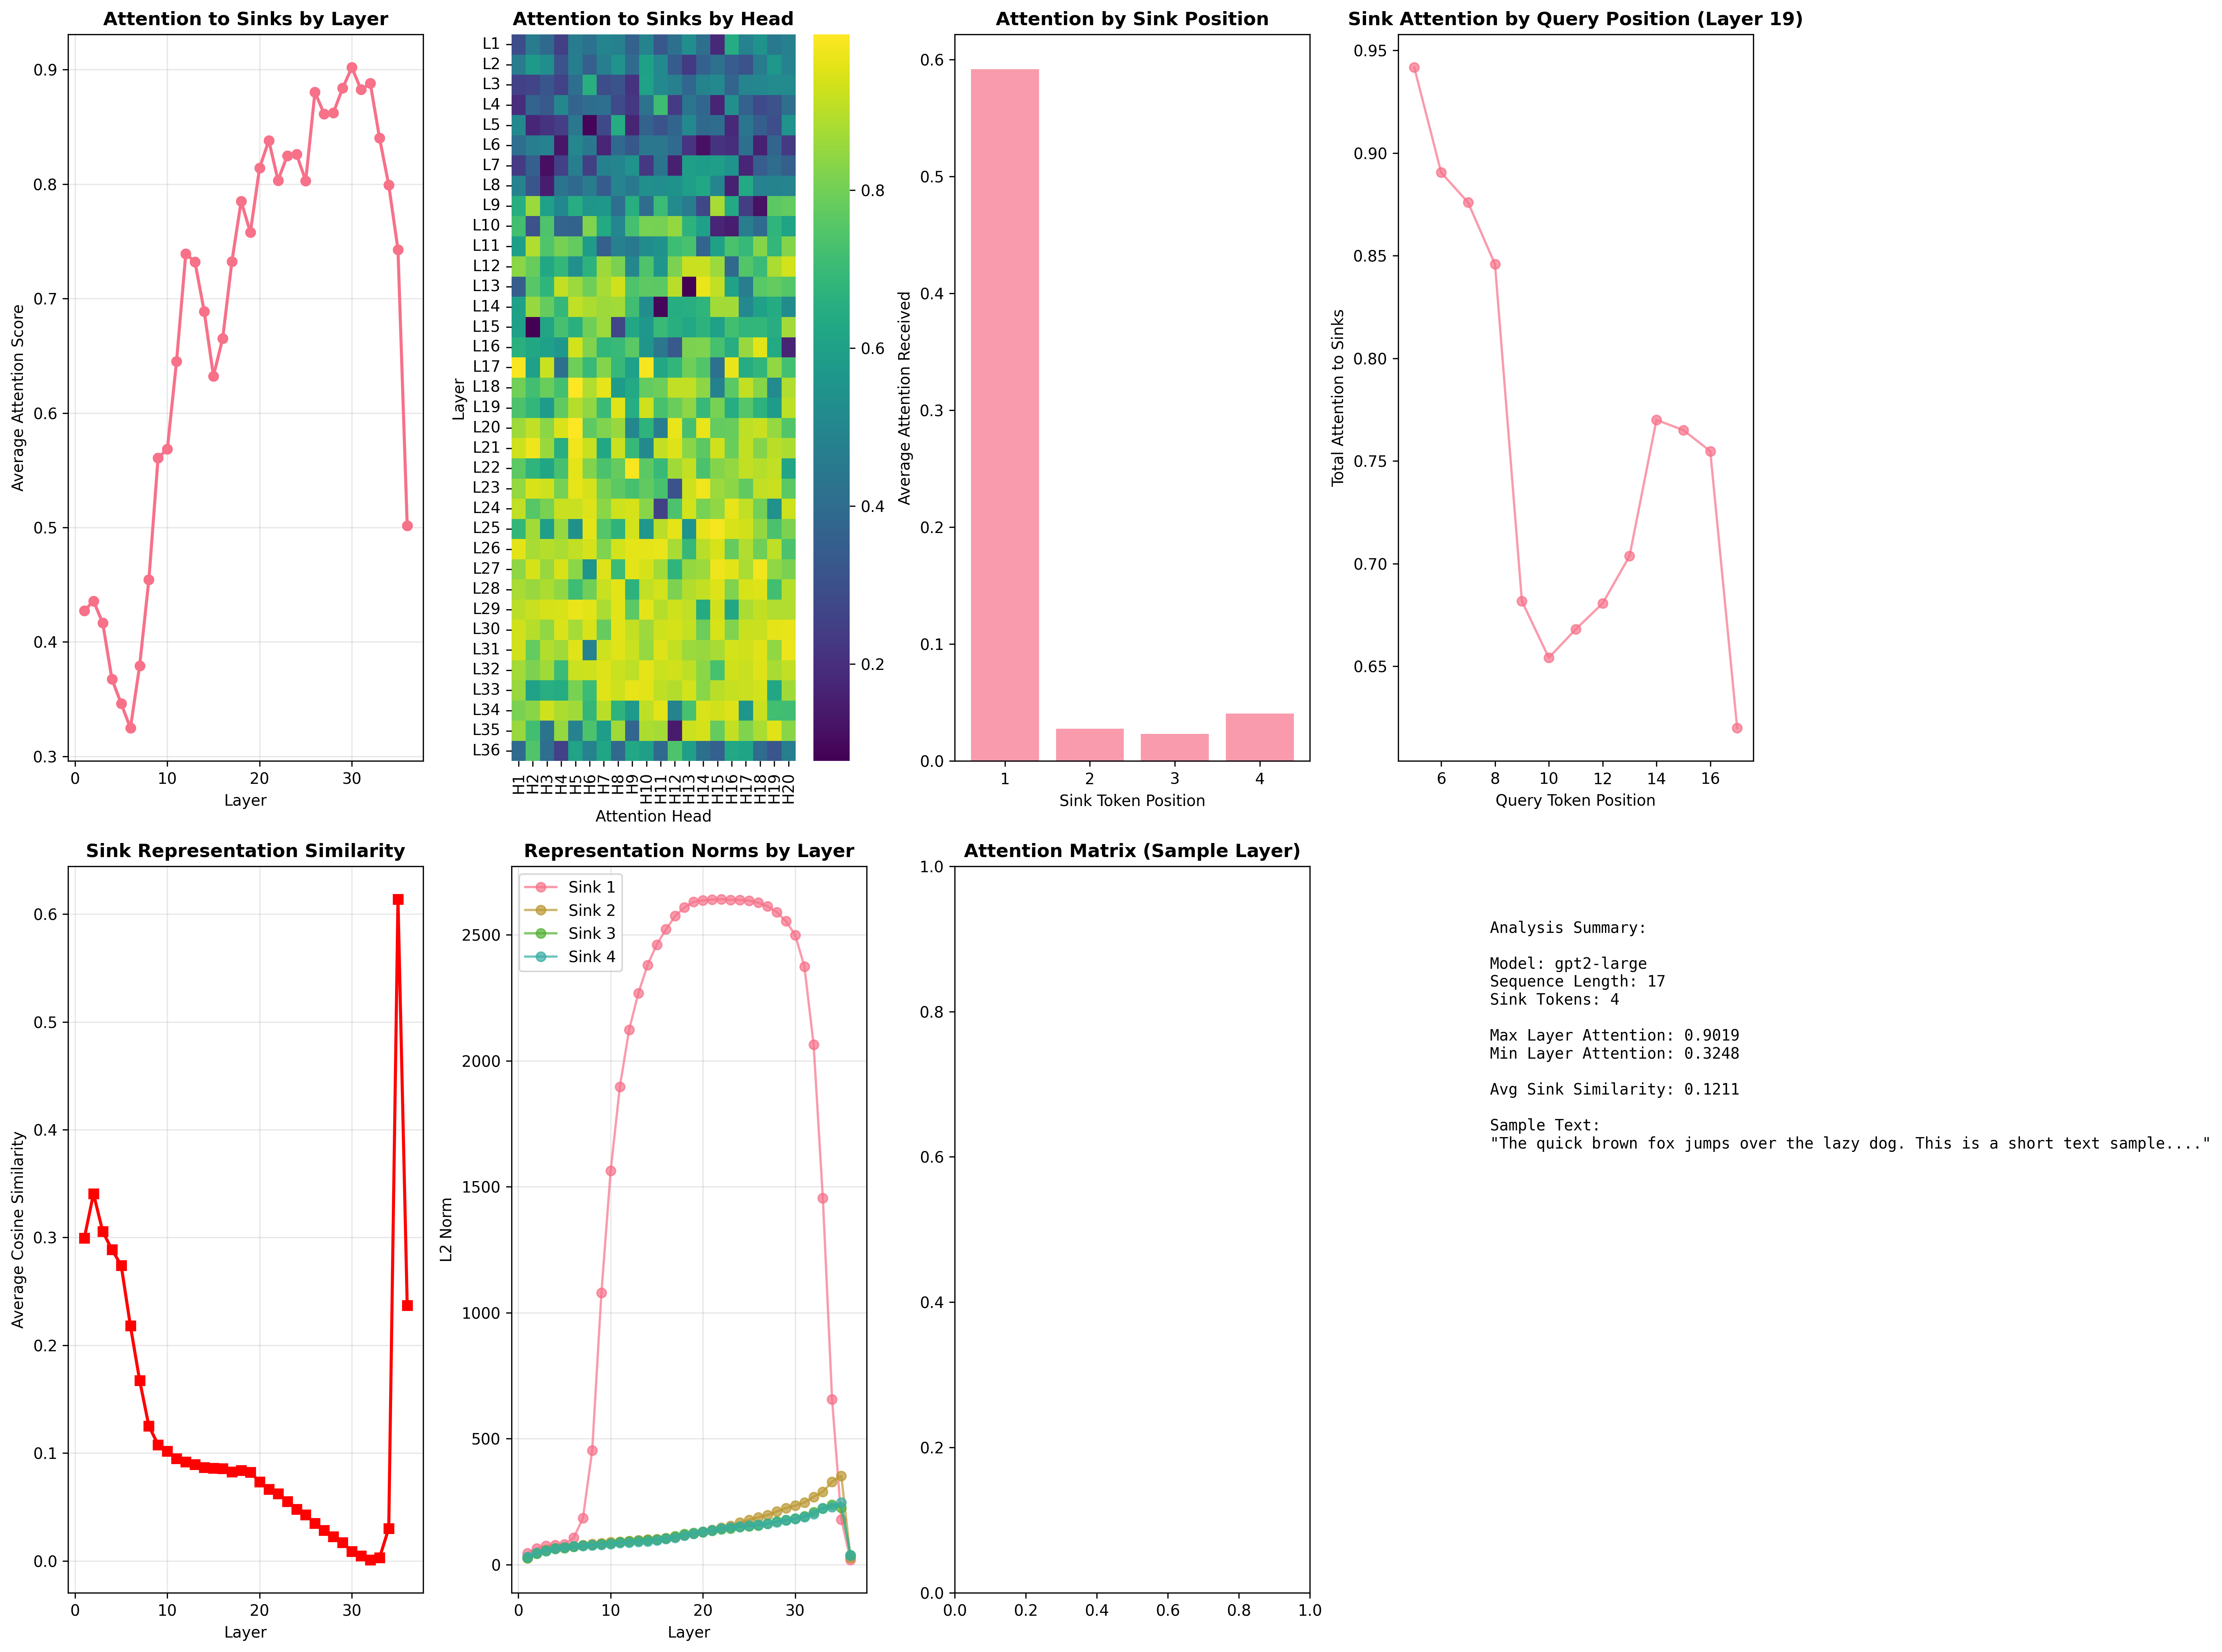 Attention to Sinks by Layer
Average Attention Score
0.9
0.8
0.7
0.6
0.5
0.4
0.3
0
10
20
30
Layer
Attention to Sinks by Head
Layer
L1
L2
L3
L4
L5
L6
L7
L8
L9
L10
L11
L12
L13
L14
L15
L16
L17
L18
L19
L20
L21
L22
L23
L24
L25
L26
L27
L28
L29
L30
L31
L32
L33
L34
L35
L36
H1
H2
H3
H4
H5
H6
H7
H8
H9
H10
H11
H12
H13
H14
H15
H16
H17
H18
H19
H20
Attention Head
0.8
0.6
0.4
0.2
Attention by Sink Position
Average Attention Received
0.6
0.5
0.4
0.3
0.2
0.1
0.0
1
2
3
4
Sink Token Position
Sink Attention by Query Position (Layer 19)
Total Attention to Sinks
0.95
0.90
0.85
0.80
0.75
0.70
0.65
6
8
10
12
14
16
Query Token Position
Sink Representation Similarity
Average Cosine Similarity
0.6
0.5
0.4
0.3
0.2
0.1
0.0
0
10
20
30
Layer
Representation Norms by Layer
L2 Norm
Sink 1
Sink 2
Sink 3
Sink 4
2500
2000
1500
1000
500
0
0
10
20
30
Layer
Attention Matrix (Sample Layer)
1.0
0.8
0.6
0.4
0.2
0.0
0.0
0.2
0.4
0.6
0.8
1.0
Analysis Summary:
Model: gpt2-large
Sequence Length: 17
Sink Tokens: 4
Max Layer Attention: 0.9019
Min Layer Attention: 0.3248
Avg Sink Similarity: 0.1211
Sample Text:
"The quick brown fox jumps over the lazy dog. This is a short text sample...."